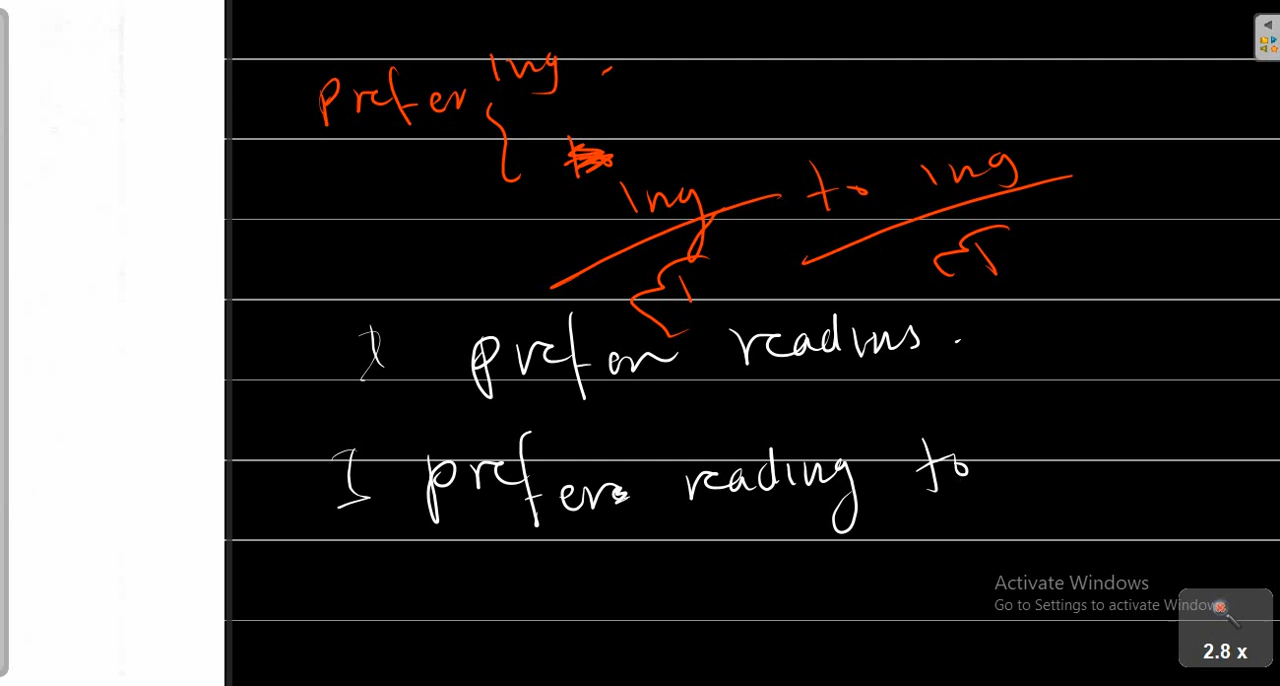 prefer ing.
ing to ing
I prefer reading.
I prefer reading to
Activate Windows
Go to Settings to activate Windows
2.8 x